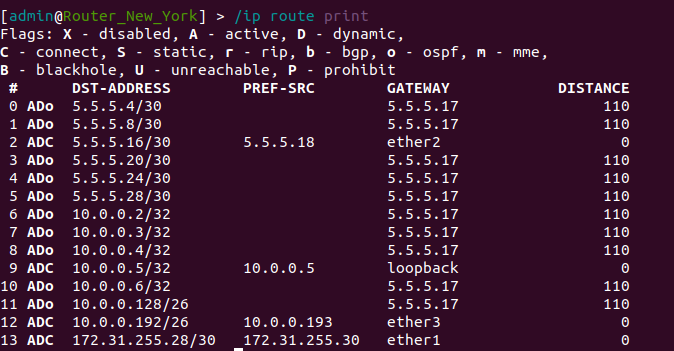 [admin@Router_New_York] > /ip route print
Flags: X - disabled, A - active, D - dynamic,
C - connect, S - static, r - rip, b - bgp, o - ospf, m - mme,
B - blackhole, U - unreachable, P - prohibit
# DST-ADDRESS PREF-SRC GATEWAY DISTANCE
0 ADo 5.5.5.4/30 5.5.5.17 110
1 ADo 5.5.5.8/30 5.5.5.17 110
2 ADC 5.5.5.16/30 5.5.5.18 ether2 0
3 ADo 5.5.5.20/30 5.5.5.17 110
4 ADo 5.5.5.24/30 5.5.5.17 110
5 ADo 5.5.5.28/30 5.5.5.17 110
6 ADo 10.0.0.2/32 5.5.5.17 110
7 ADo 10.0.0.3/32 5.5.5.17 110
8 ADo 10.0.0.4/32 5.5.5.17 110
9 ADC 10.0.0.5/32 10.0.0.5 loopback 0
10 ADo 10.0.0.6/32 5.5.5.17 110
11 ADo 10.0.0.128/26 5.5.5.17 110
12 ADC 10.0.0.192/26 10.0.0.193 ether3 0
13 ADC 172.31.255.28/30 172.31.255.30 ether1 0